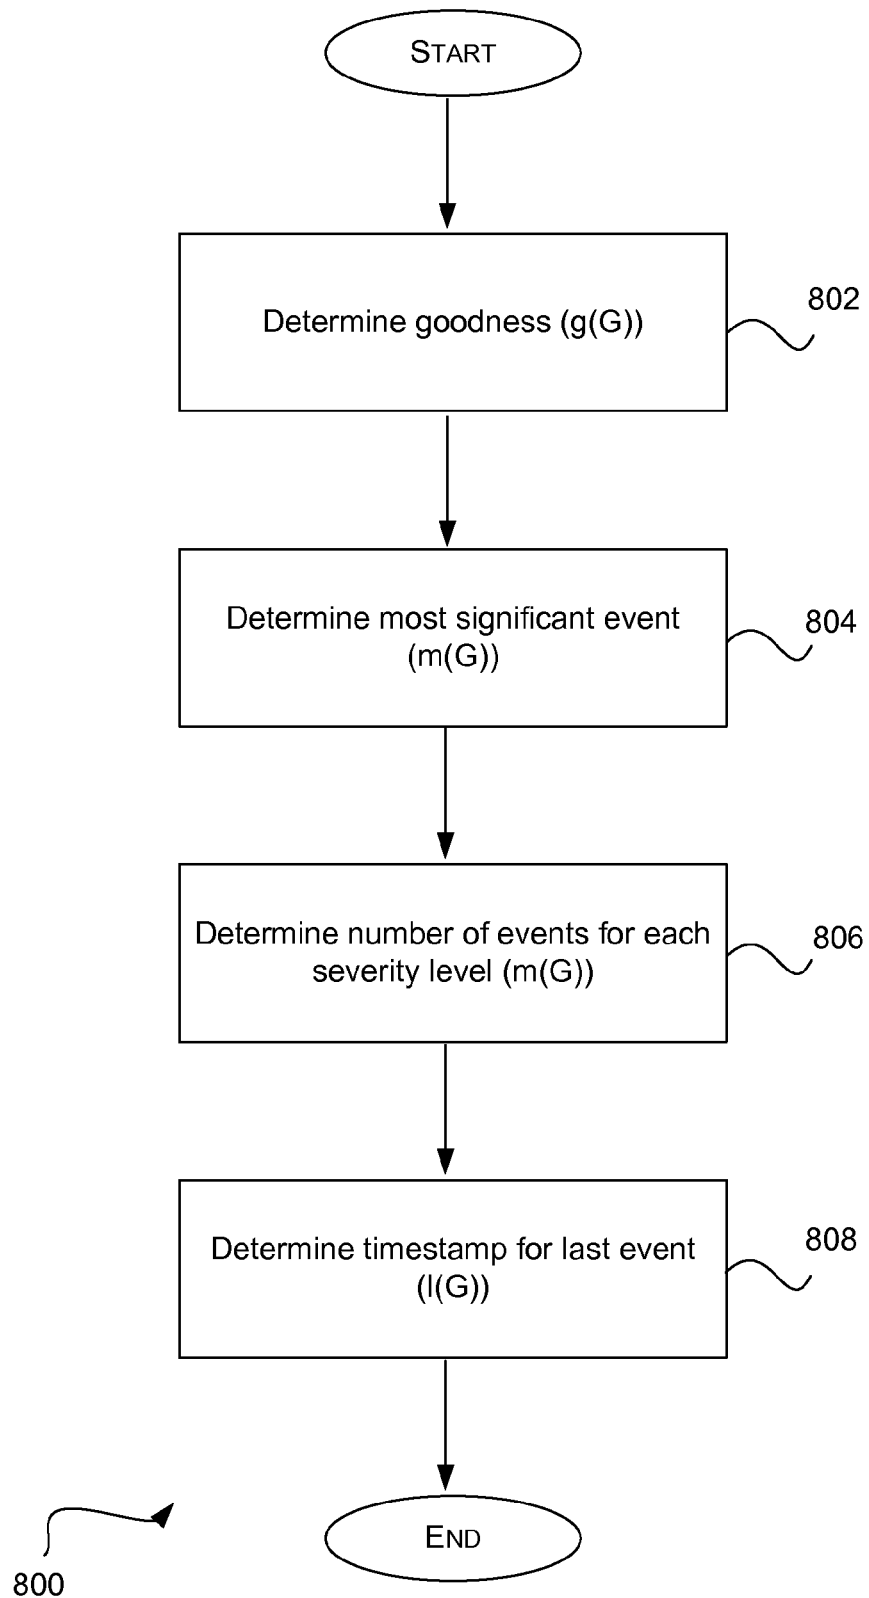 START
802
Determine goodness (g(G))
804
Determine most significant event
(m(G))
806
Determine number of events for each
severity level (m(G))
808
Determine timestamp for last event
(l(G))
END
800